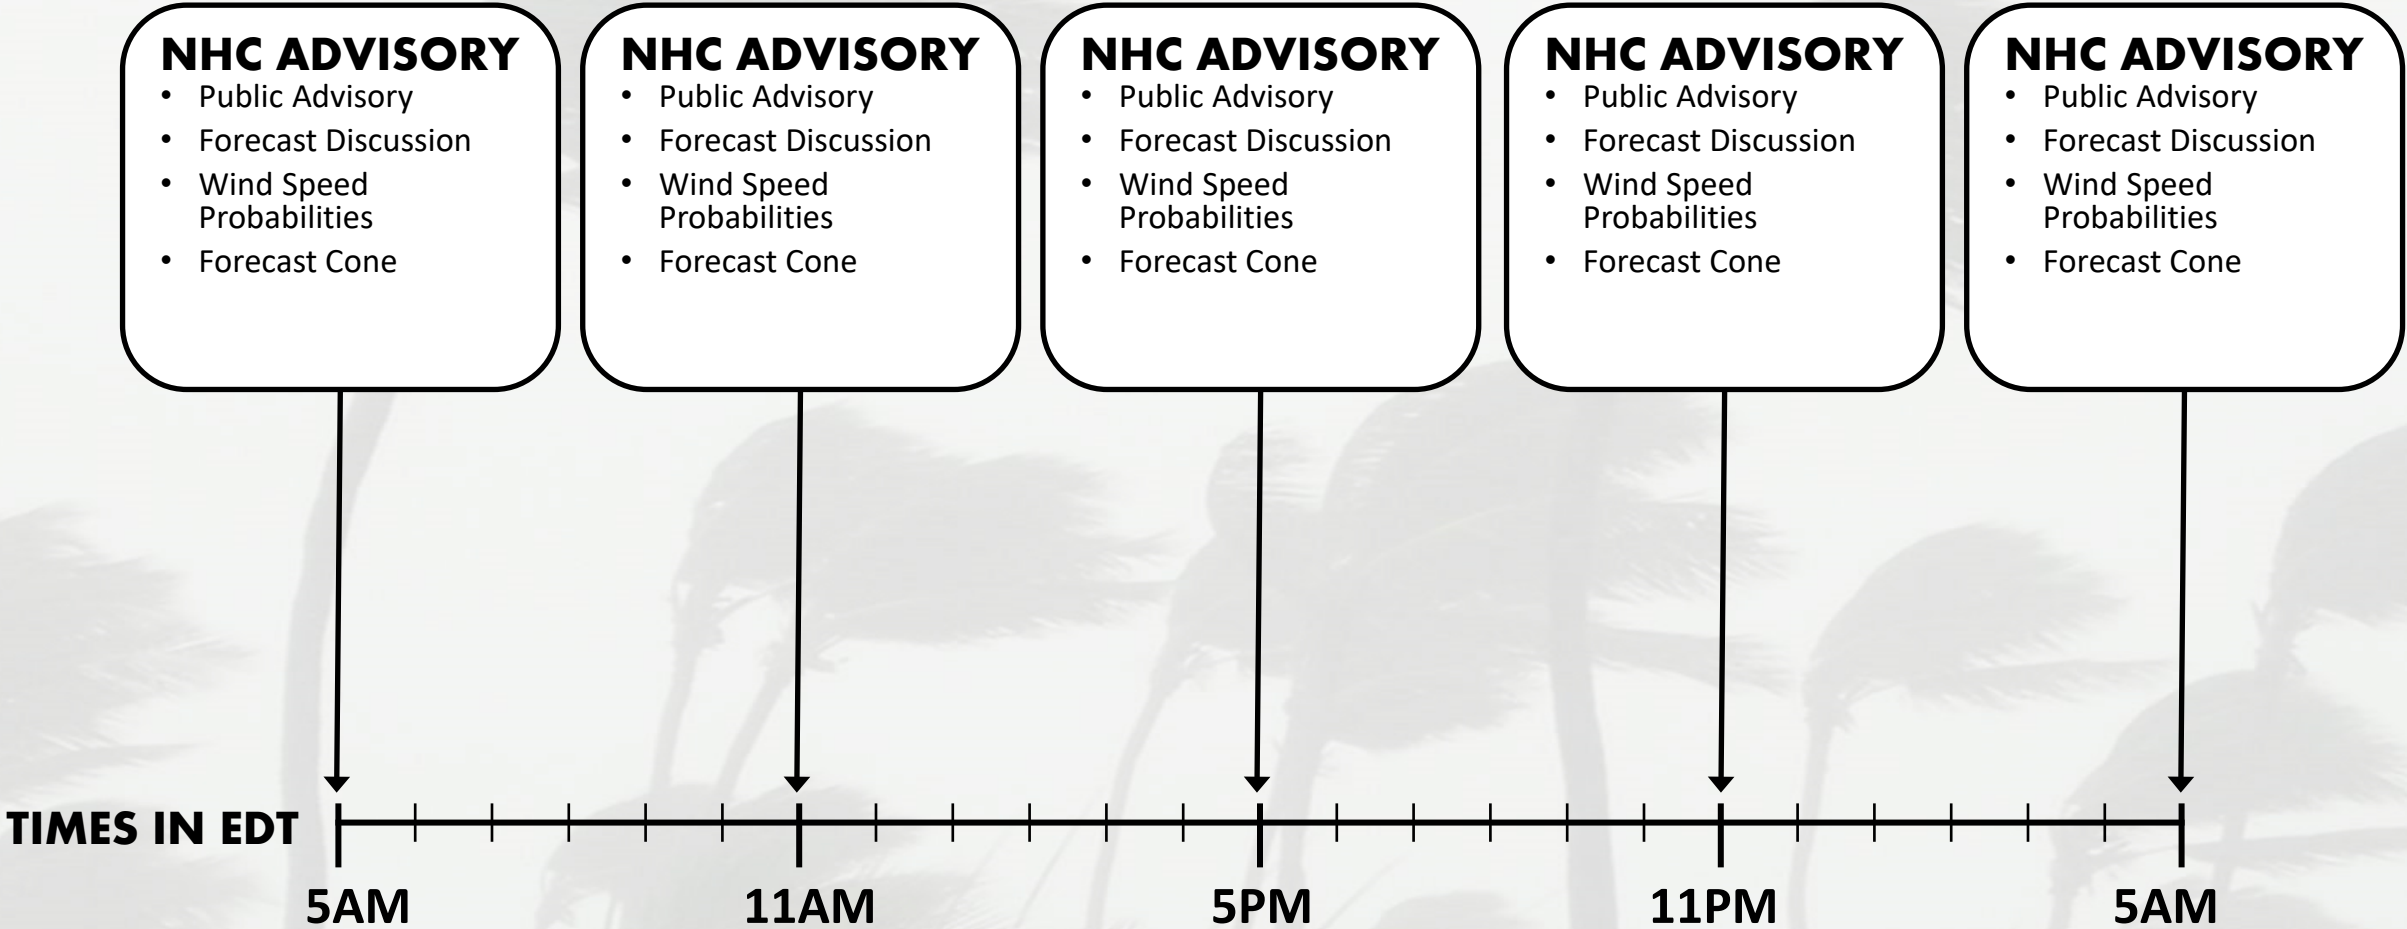 NHC ADVISORY
• Public Advisory
• Forecast Discussion
• Wind Speed
Probabilities
• Forecast Cone
NHC ADVISORY
• Public Advisory
• Forecast Discussion
• Wind Speed
Probabilities
• Forecast Cone
NHC ADVISORY
• Public Advisory
• Forecast Discussion
• Wind Speed
Probabilities
• Forecast Cone
NHC ADVISORY
• Public Advisory
• Forecast Discussion
• Wind Speed
Probabilities
• Forecast Cone
NHC ADVISORY
• Public Advisory
• Forecast Discussion
• Wind Speed
Probabilities
• Forecast Cone
TIMES IN EDT
5AM
11AM
5PM
11PM
5AM